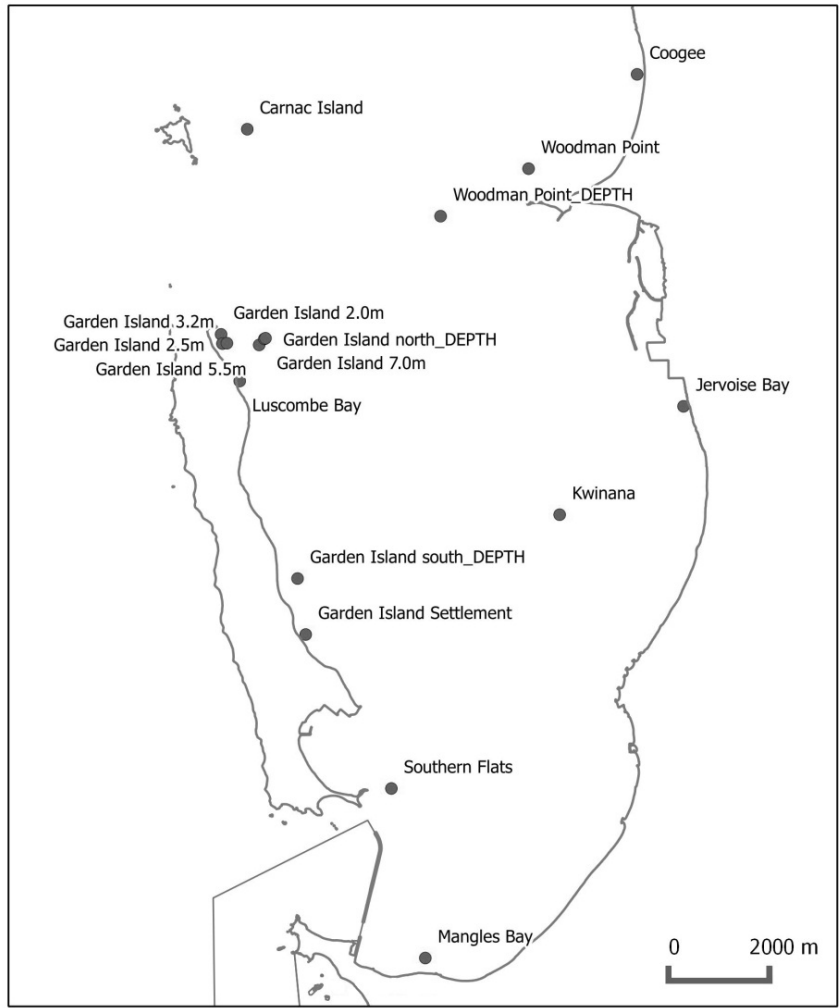 Coogee
Carnac Island
Woodman Point
Woodman Point_DEPTH
Garden Island 2.0m
Garden Island 3.2m
Garden Island north_DEPTH
Garden Island 2.5m
Garden Island 7.0m
Garden Island 5.5m
Jervoise Bay
Luscombe Bay
Kwinana
Garden Island south_DEPTH
Garden Island Settlement
Southern Flats
Mangles Bay
0 2000 m